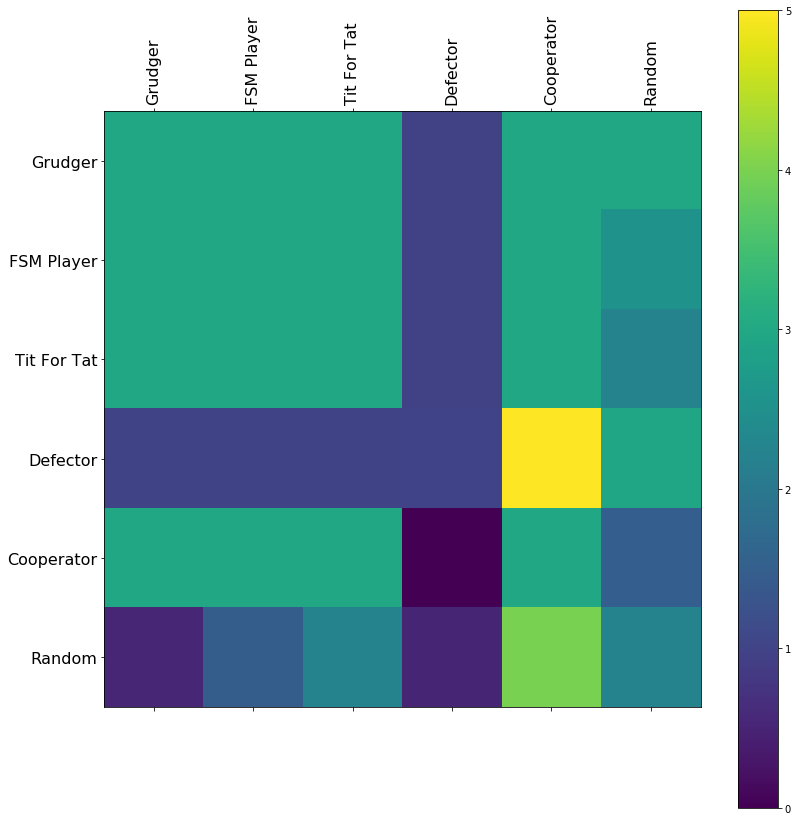 Grudger
FSM Player
Tit For Tat
Defector
Cooperator
Random
Grudger
FSM Player
Tit For Tat
Defector
Cooperator
Random
5
4
3
2
1
0